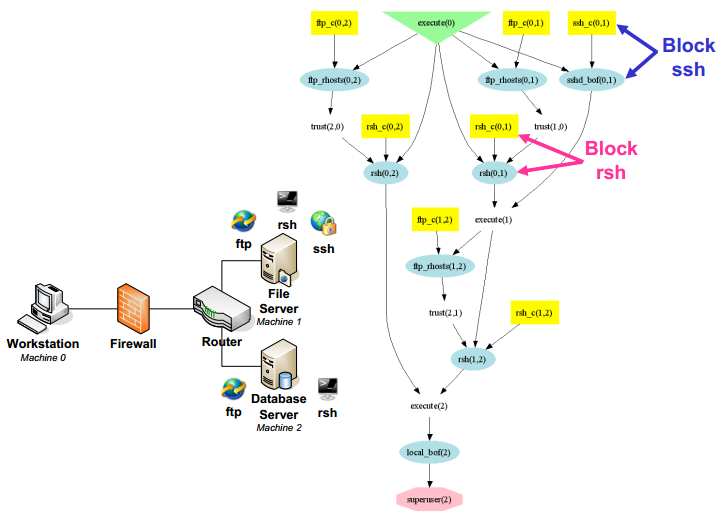 ftp_c(0,2)
execute(0)
ftp_c(0,1)
ssh_c(0,1)
Block
ssh
ftp_rhosts(0,2)
ftp_rhosts(0,1)
sshd_bof(0,1)
trust(2,0)
rsh_c(0,2)
rsh_c(0,1)
trust(1,0)
Block
rsh
rsh(0,2)
rsh(0,1)
ftp_c(1,2)
execute(1)
ftp_rhosts(1,2)
trust(2,1)
rsh_c(1,2)
rsh(1,2)
execute(2)
local_bof(2)
superuser(2)
rsh
ftp
ssh
File
Server
Machine 1
Workstation
Machine 0
Firewall
Router
ftp
Database
Server
Machine 2
rsh